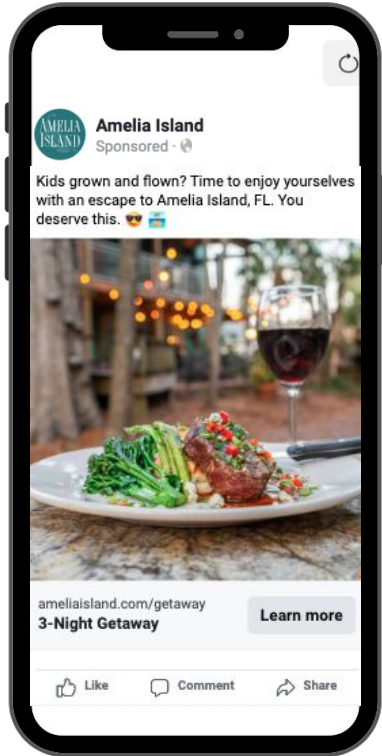 AMELIA
ISLAND
Amelia Island
Sponsored ·
Kids grown and flown? Time to enjoy yourselves
with an escape to Amelia Island, FL. You
deserve this. 😎 🏝️
ameliaisland.com/getaway
3-Night Getaway
Learn more
Like Comment Share